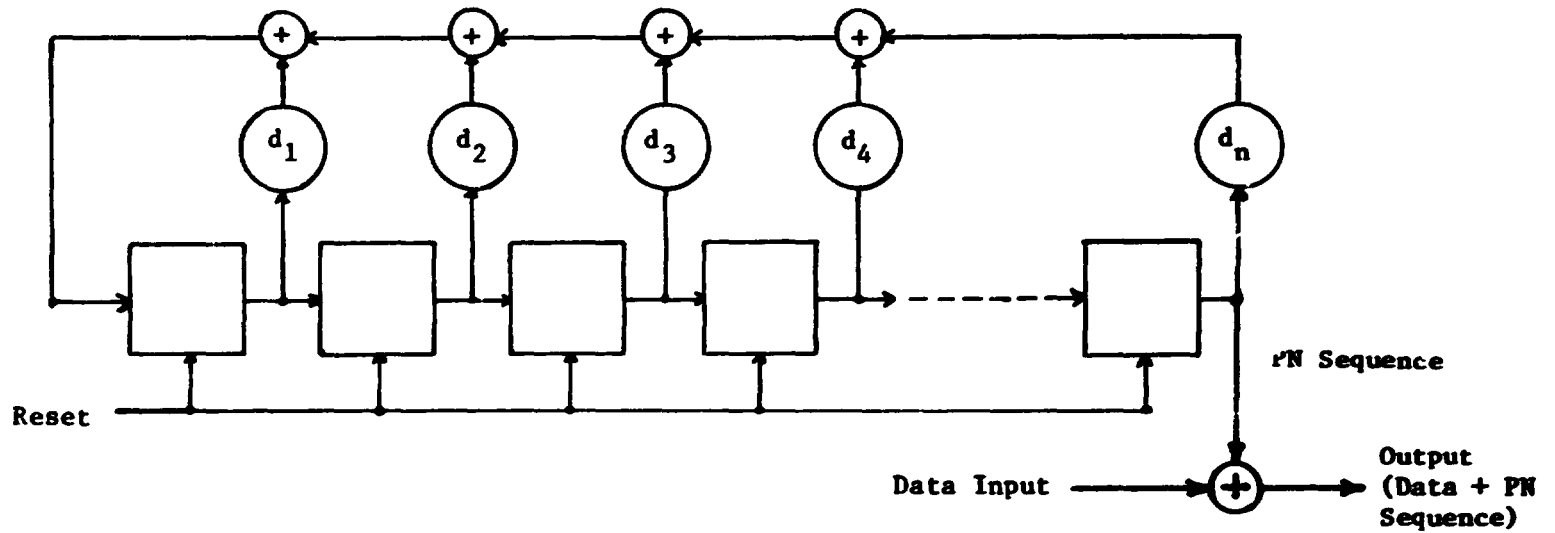 + + + +
d1 d2 d3 d4 dn
PN Sequence
Reset
Data Input
+
Output
(Data + PN
Sequence)